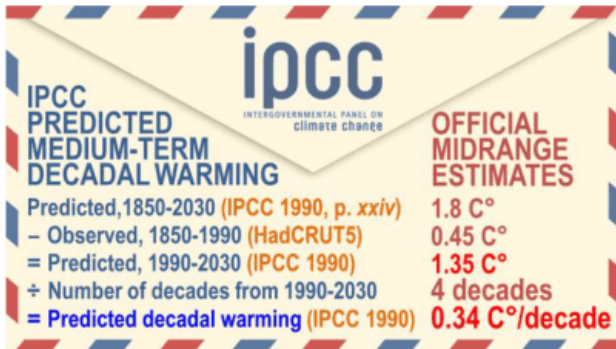 ipcc
INTERGOVERNMENTAL PANEL ON
climate change
IPCC
PREDICTED
MEDIUM-TERM
DECADAL WARMING
OFFICIAL
MIDRANGE
ESTIMATES
Predicted,1850-2030 (IPCC 1990, p. xxiv) 1.8 C°
– Observed, 1850-1990 (HadCRUT5) 0.45 C°
= Predicted, 1990-2030 (IPCC 1990) 1.35 C°
÷ Number of decades from 1990-2030 4 decades
= Predicted decadal warming (IPCC 1990) 0.34 C°/decade